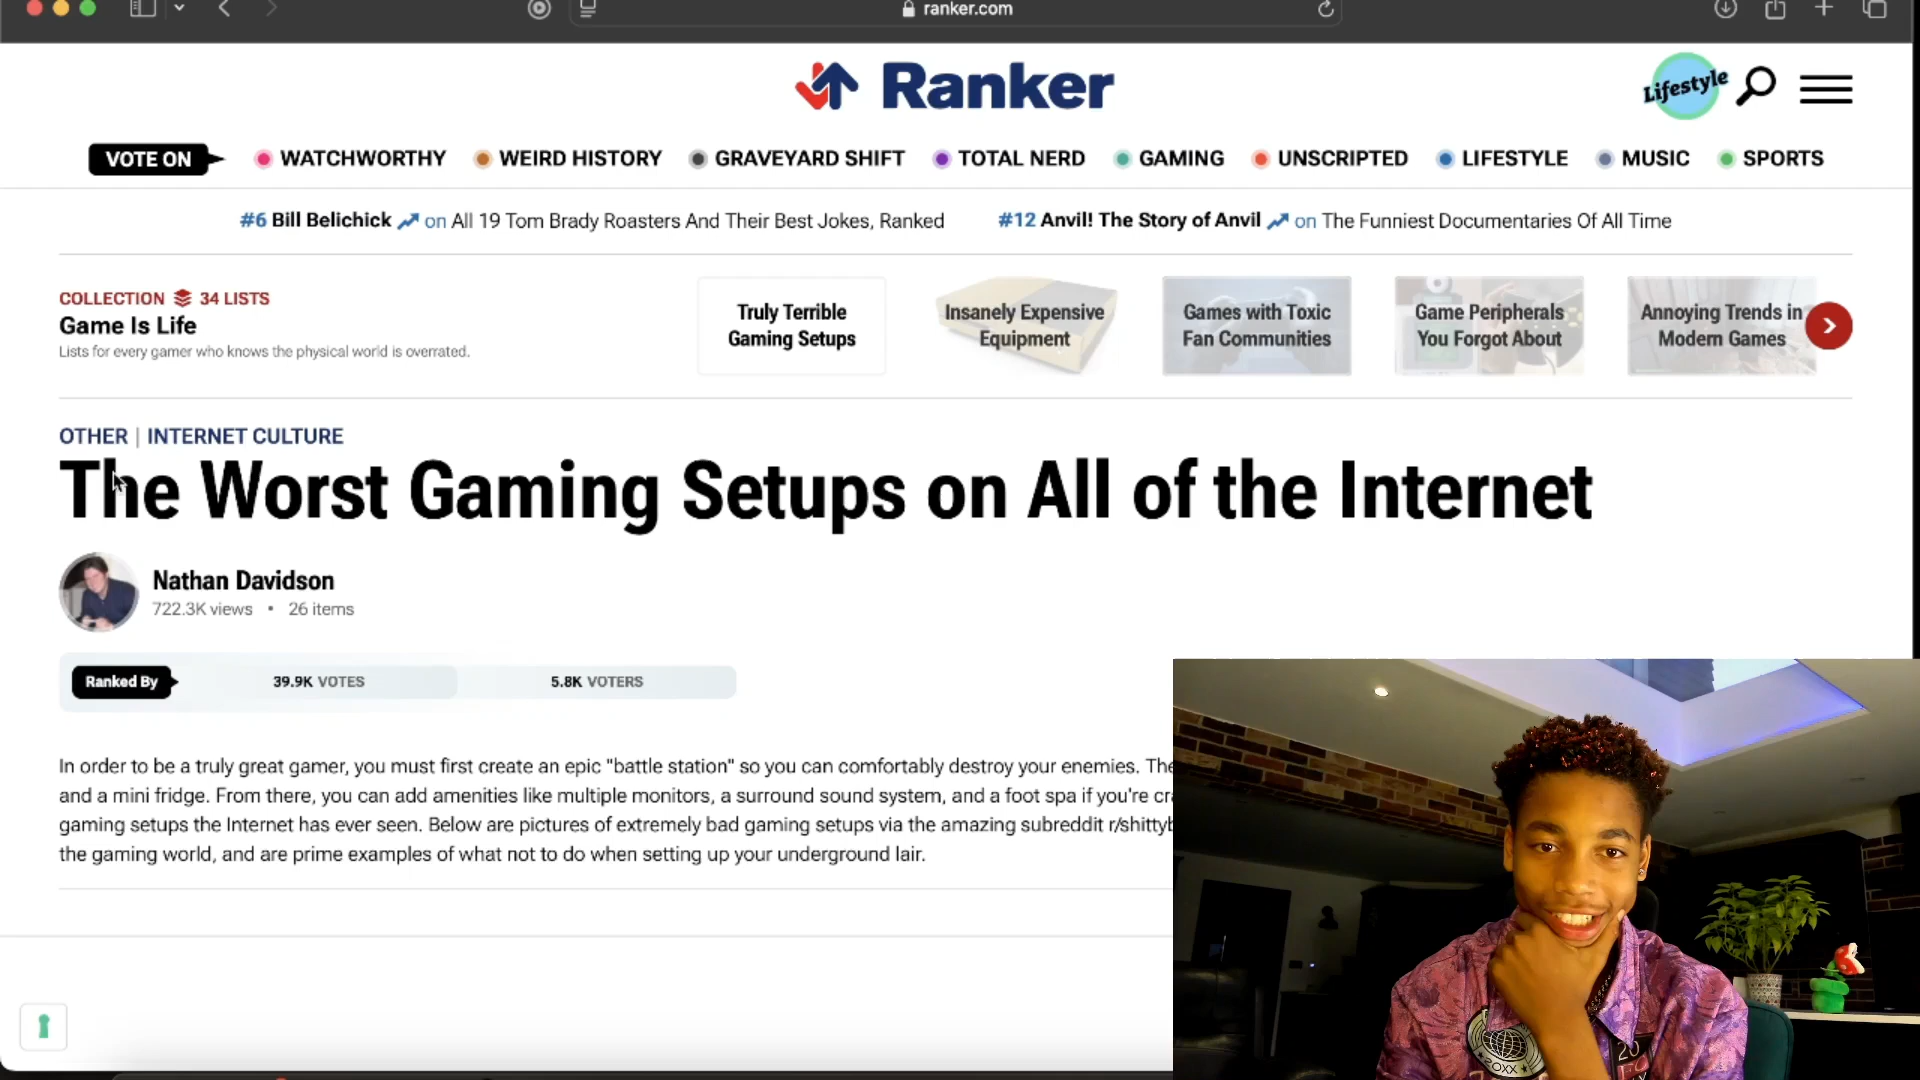 ranker.com
Ranker
Lifestyle
VOTE ON
WATCHWORTHY
WEIRD HISTORY
GRAVEYARD SHIFT
TOTAL NERD
GAMING
UNSCRIPTED
LIFESTYLE
MUSIC
SPORTS
#6 Bill Belichick on All 19 Tom Brady Roasters And Their Best Jokes, Ranked
#12 Anvil! The Story of Anvil on The Funniest Documentaries Of All Time
COLLECTION 34 LISTS
Game Is Life
Lists for every gamer who knows the physical world is overrated.
Truly Terrible
Gaming Setups
Insanely Expensive
Equipment
Games with Toxic
Fan Communities
Game Peripherals
You Forgot About
Annoying Trends in
Modern Games
OTHER | INTERNET CULTURE
The Worst Gaming Setups on All of the Internet
Nathan Davidson
722.3K views • 26 items
Ranked By
39.9K VOTES
5.8K VOTERS
In order to be a truly great gamer, you must first create an epic "battle station" so you can comfortably destroy your enemies. The
and a mini fridge. From there, you can add amenities like multiple monitors, a surround sound system, and a foot spa if you're cra
gaming setups the Internet has ever seen. Below are pictures of extremely bad gaming setups via the amazing subreddit r/shittyb
the gaming world, and are prime examples of what not to do when setting up your underground lair.
20XX
20